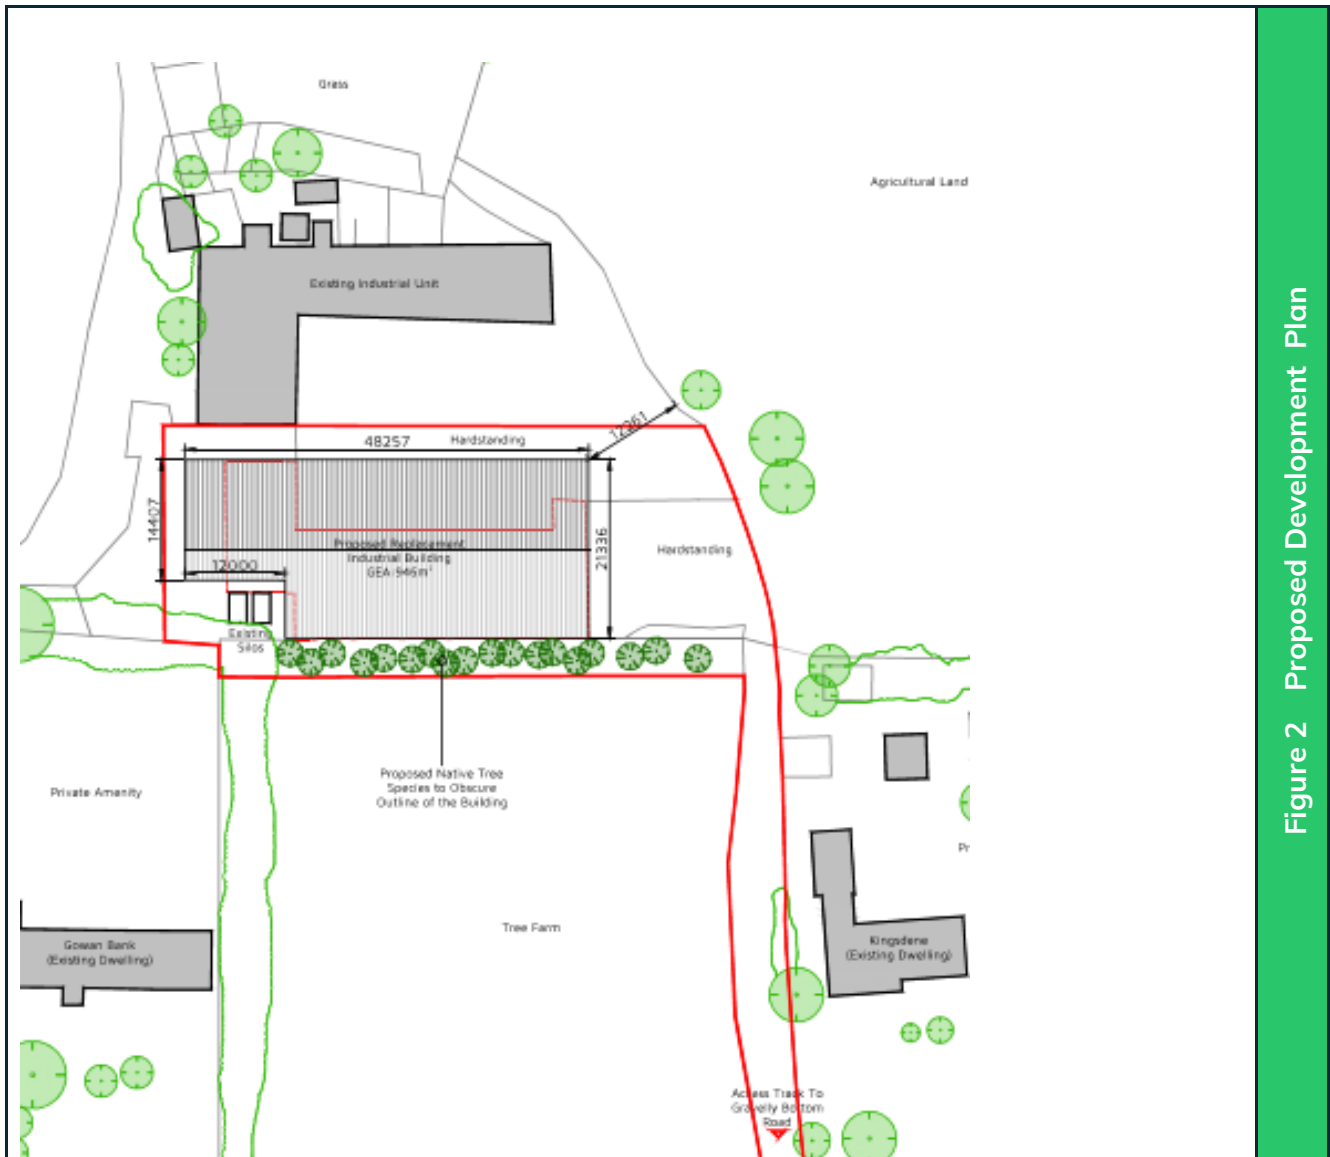 Grass
Agricultural Land
Existing Industrial Unit
12261
48257
Hardstanding
14407
Proposed Replacement
Industrial Building
GEA: 946m²
12000
21336
Hardstanding
Existing
Silos
Proposed Native Tree
Species to Obscure
Outline of the Building
Private Amenity
Tree Farm
Gowan Bank
(Existing Dwelling)
Kingsdene
(Existing Dwelling)
Pr
Access Track To
Gravelly Bottom
Road
Figure 2 Proposed Development Plan